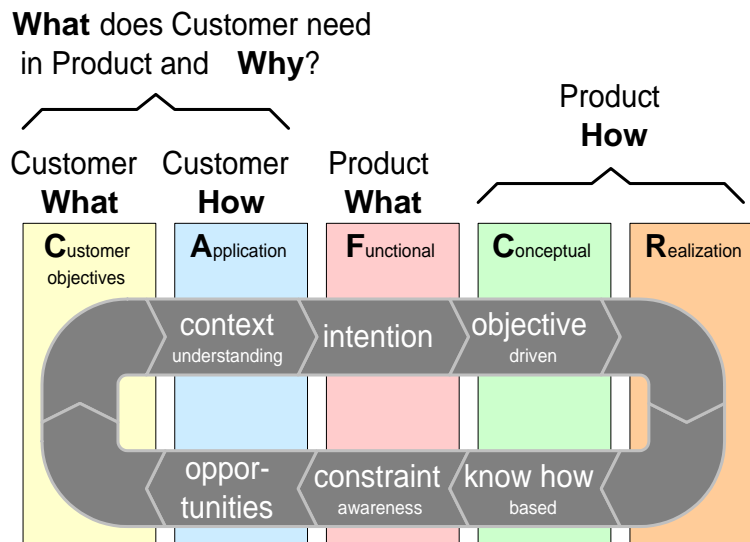 What does Customer need
in Product and Why?
Product
How
Customer
What
Customer
How
Product
What
Customer
objectives
Application
Functional
Conceptual
Realization
context
understanding
intention
objective
driven
oppor-
tunities
constraint
awareness
know how
based